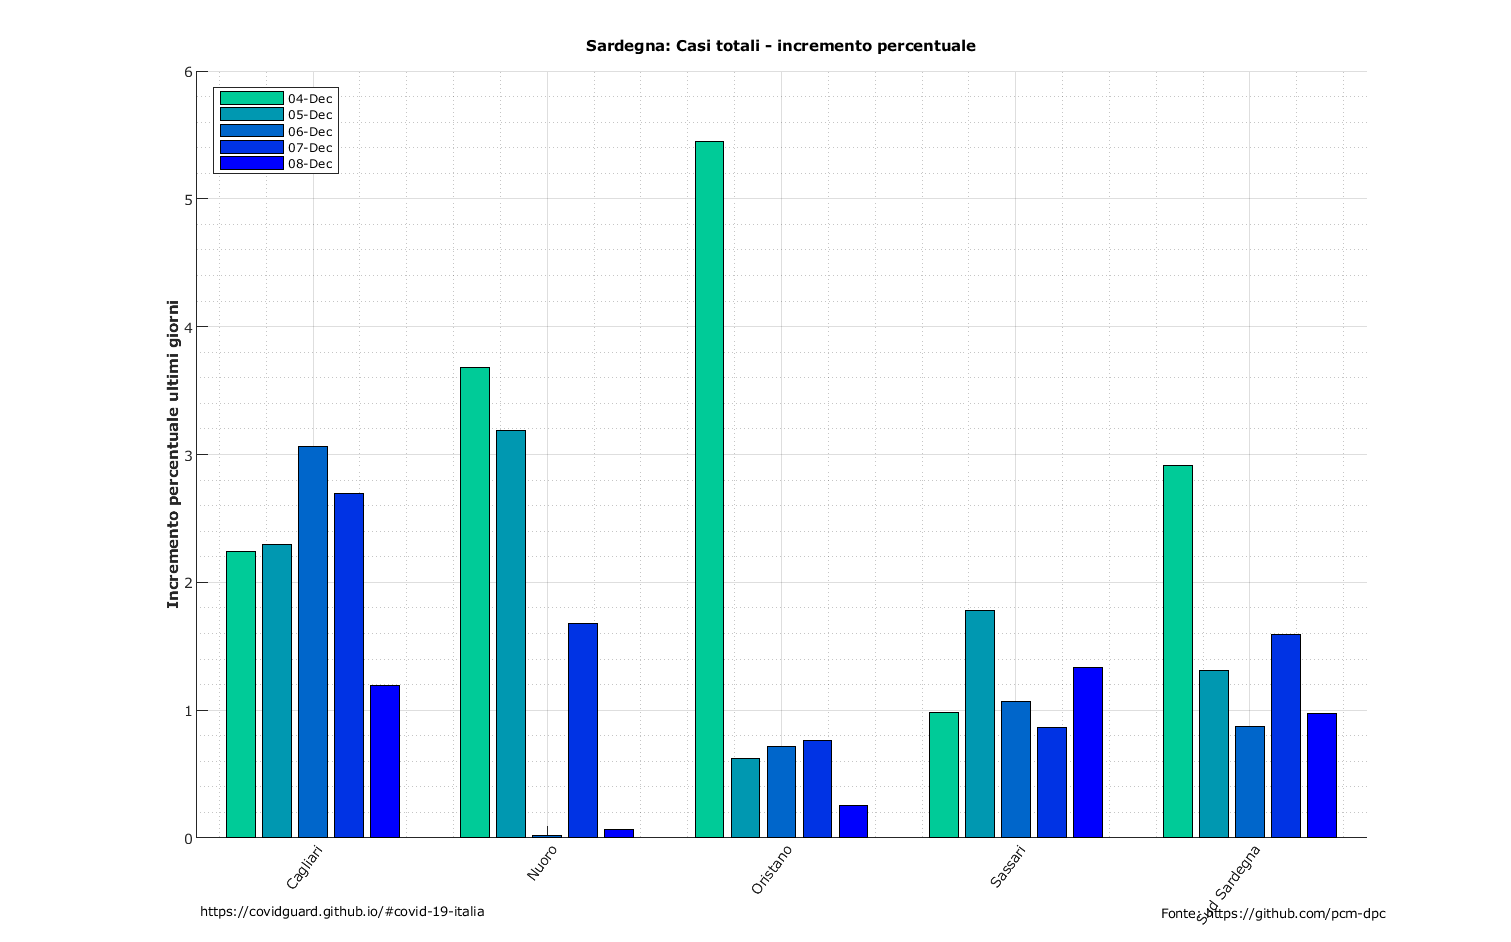 Sardegna: Casi totali - incremento percentuale
6
5
4
3
2
1
0
Incremento percentuale ultimi giorni
04-Dec
05-Dec
06-Dec
07-Dec
08-Dec
Cagliari
Nuoro
Oristano
Sassari
Sud Sardegna
https://covidguard.github.io/#covid-19-italia
Fonte: https://github.com/pcm-dpc